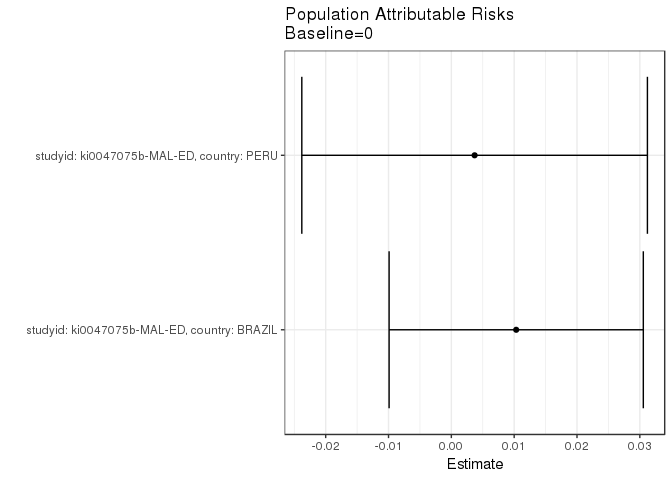 Population Attributable Risks
Baseline=0
studyid: ki0047075b-MAL-ED, country: PERU
studyid: ki0047075b-MAL-ED, country: BRAZIL
-0.02 -0.01 0.00 0.01 0.02 0.03
Estimate